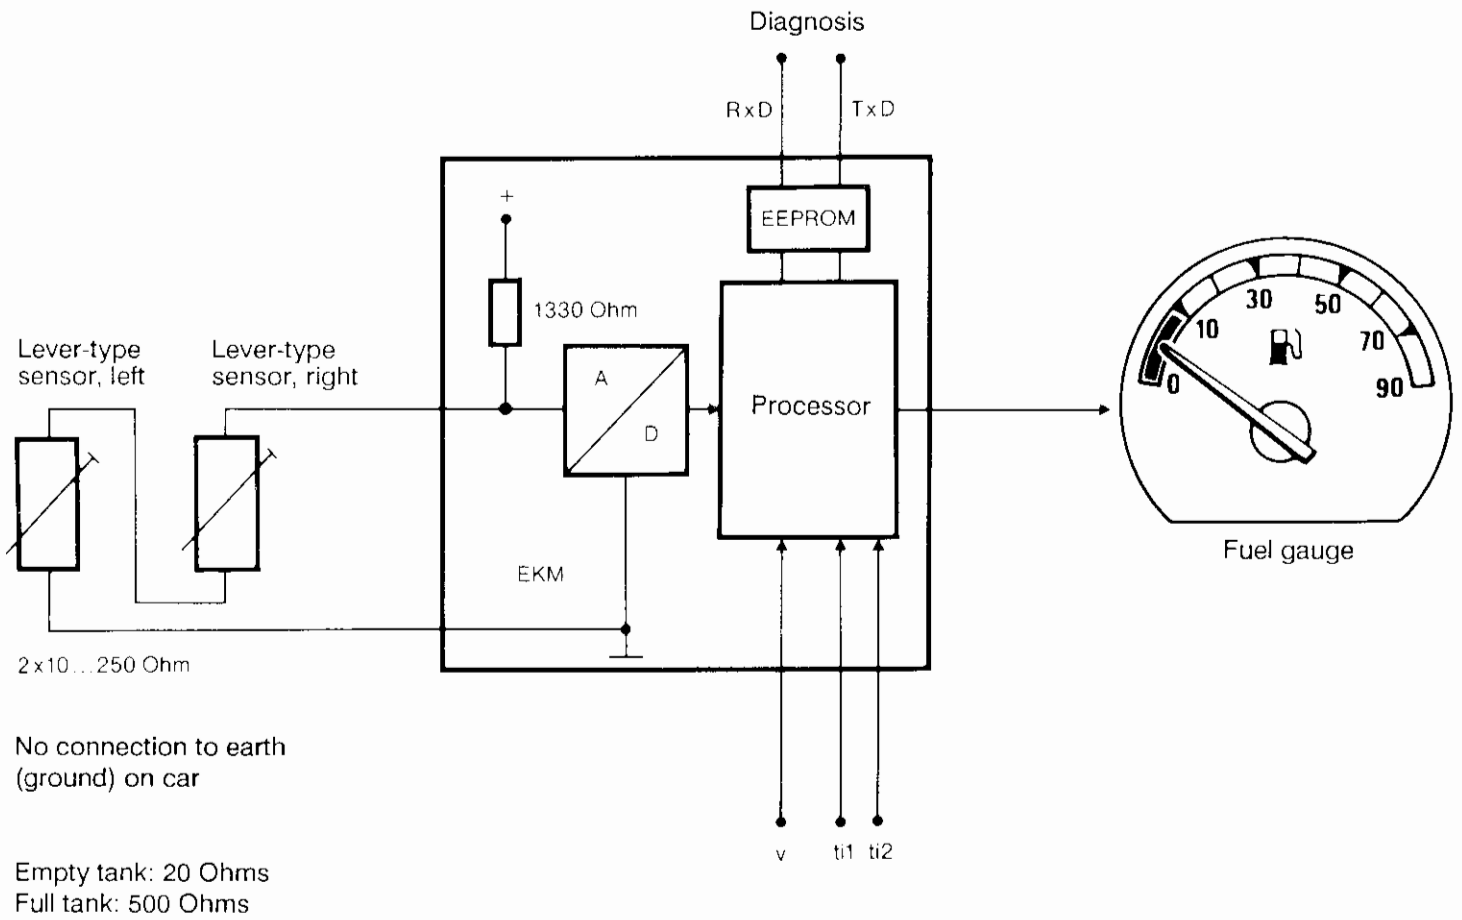 Diagnosis
RxD
TxD
+
EEPROM
1330 Ohm
Lever-type
sensor, left
Lever-type
sensor, right
A
D
Processor
EKM
0
10
30
50
70
90
Fuel gauge
2x10...250 Ohm
No connection to earth
(ground) on car
v
ti1
ti2
Empty tank: 20 Ohms
Full tank: 500 Ohms